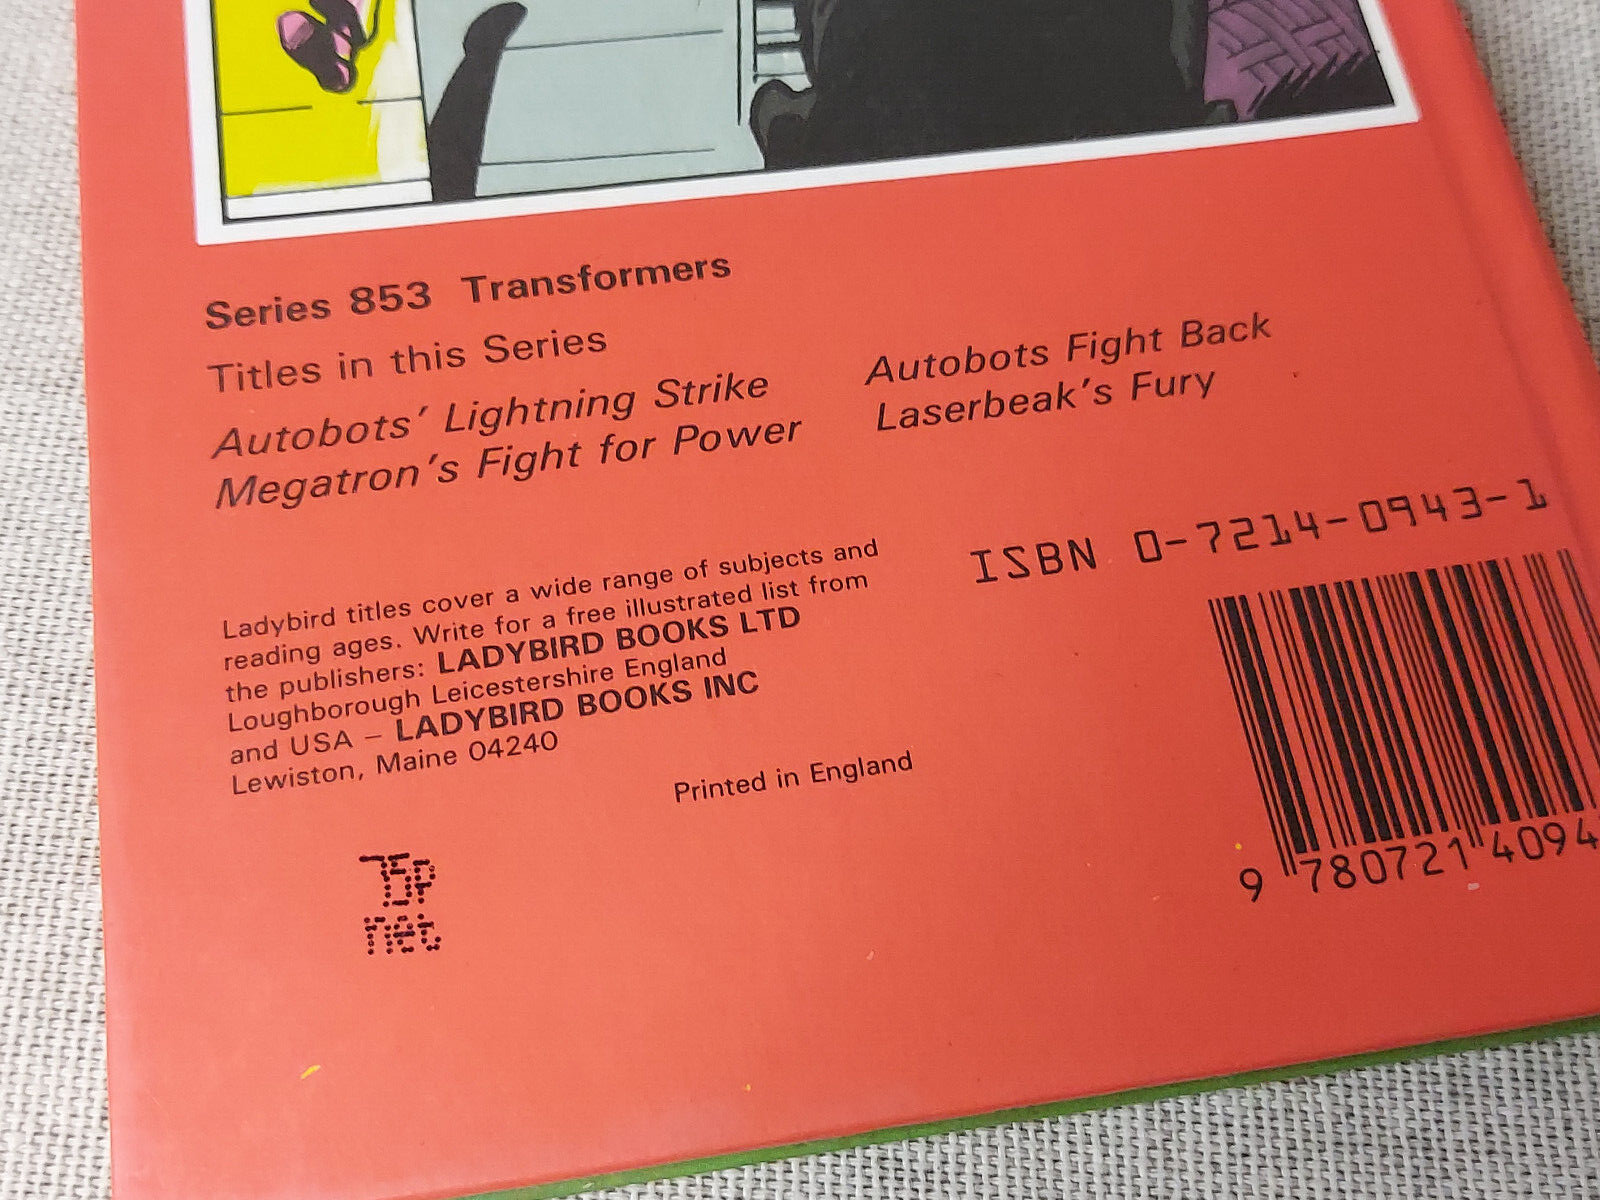 Series 853 Transformers
Titles in this Series
Autobots' Lightning Strike
Megatron's Fight for Power
Autobots Fight Back
Laserbeak's Fury
Ladybird titles cover a wide range of subjects and
reading ages. Write for a free illustrated list from
the publishers: LADYBIRD BOOKS LTD
Loughborough Leicestershire England
and USA – LADYBIRD BOOKS INC
Lewiston, Maine 04240
Printed in England
75p
net
ISBN 0-7214-0943-1
9 780721 4094